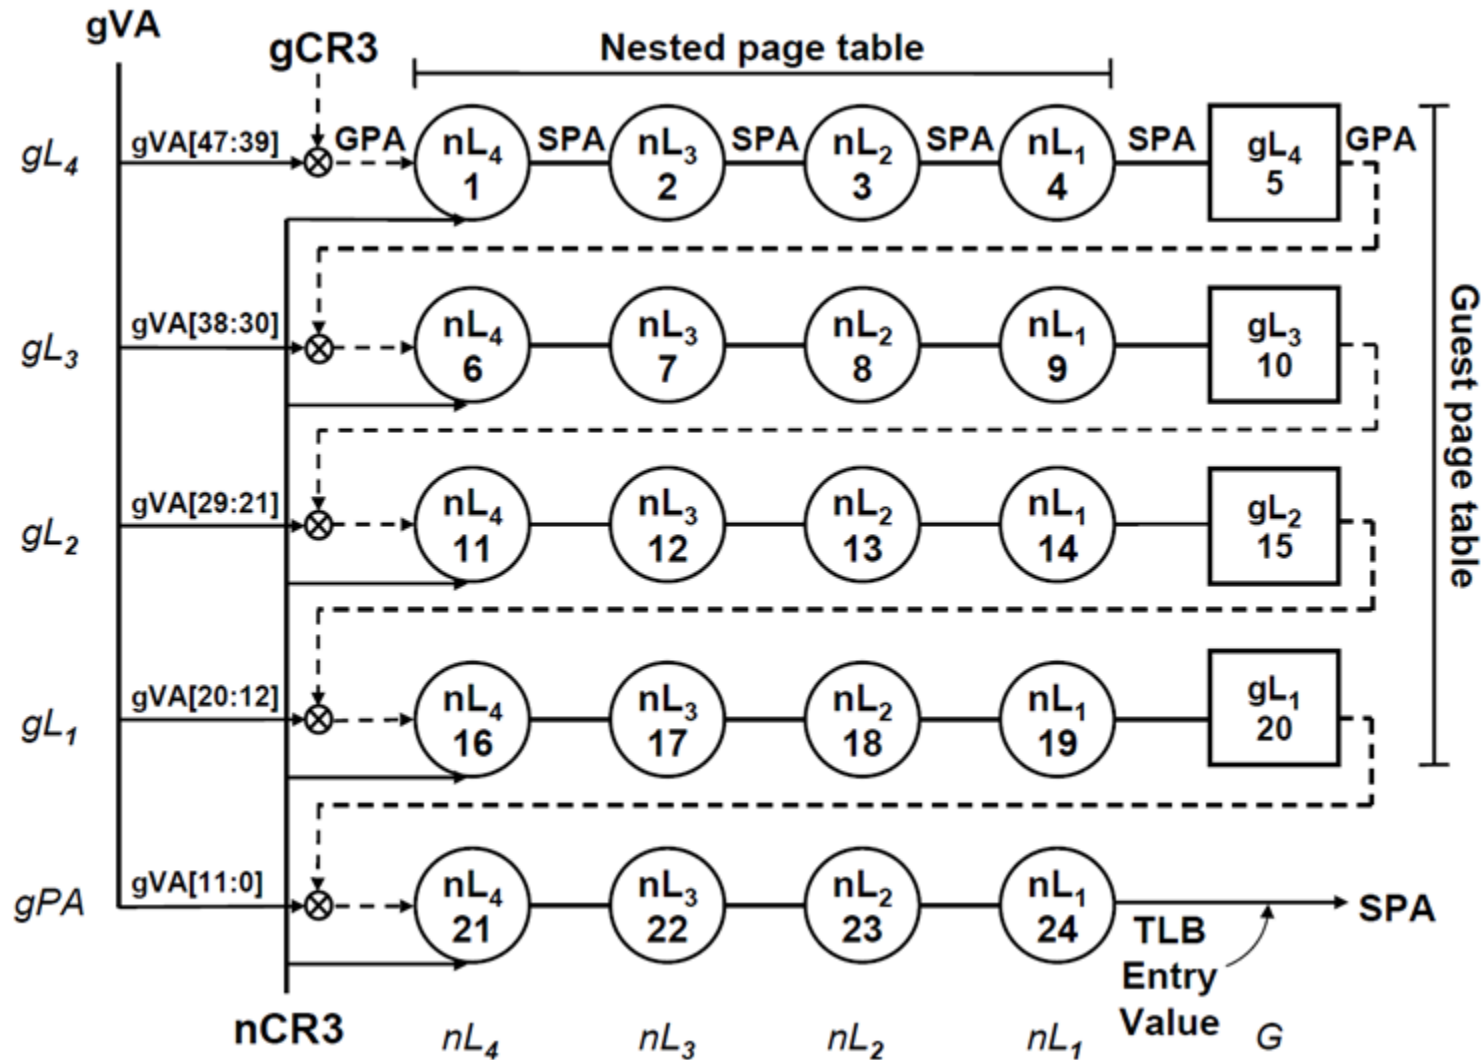 gVA
gCR3
Nested page table
gL4 gVA[47:39] GPA nL4 1 SPA nL3 2 SPA nL2 3 SPA nL1 4 SPA gL4 5 GPA
gL3 gVA[38:30] nL4 6 nL3 7 nL2 8 nL1 9 gL3 10
Guest page table
gL2 gVA[29:21] nL4 11 nL3 12 nL2 13 nL1 14 gL2 15
gL1 gVA[20:12] nL4 16 nL3 17 nL2 18 nL1 19 gL1 20
gPA gVA[11:0] nL4 21 nL3 22 nL2 23 nL1 24 SPA
TLB
Entry
Value
nCR3 nL4 nL3 nL2 nL1 G